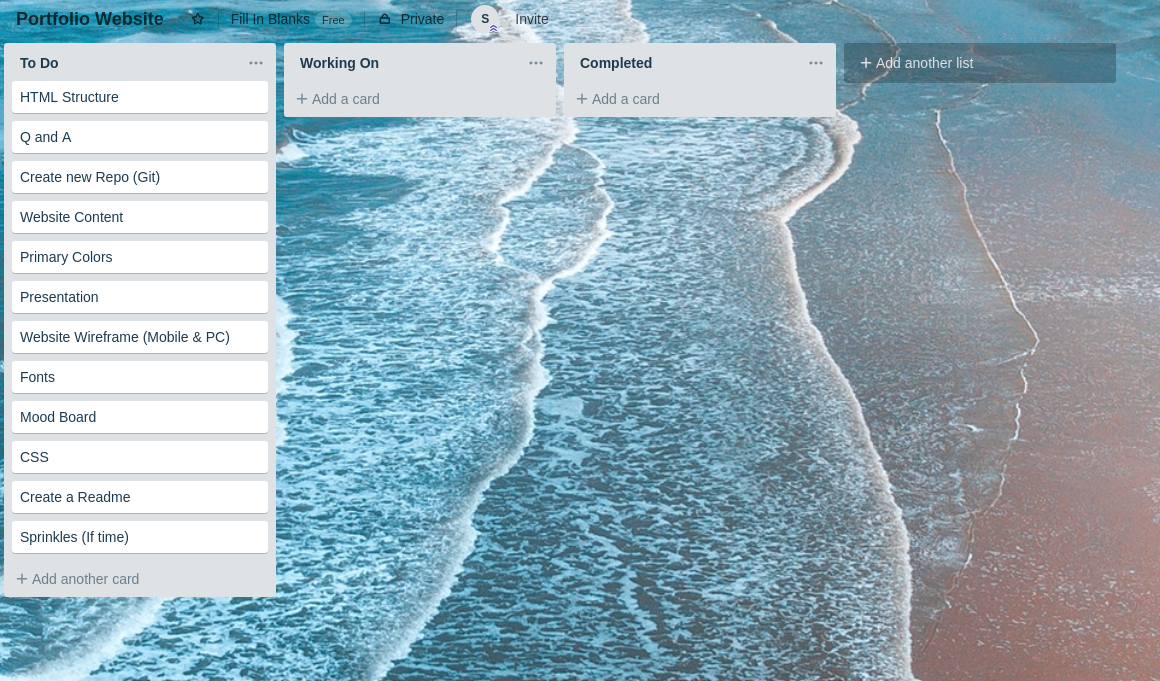 Portfolio Website Fill In Blanks Free Private S Invite
To Do
HTML Structure
Q and A
Create new Repo (Git)
Website Content
Primary Colors
Presentation
Website Wireframe (Mobile & PC)
Fonts
Mood Board
CSS
Create a Readme
Sprinkles (If time)
Add another card
Working On
Add a card
Completed
Add a card
Add another list